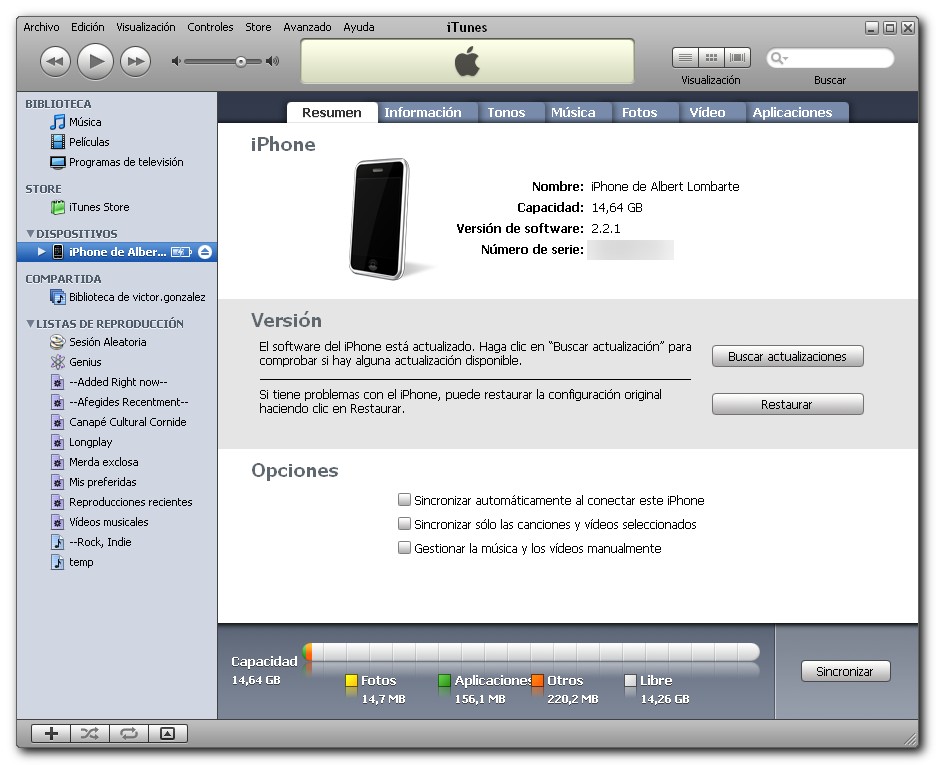 Archivo Edición Visualización Controles Store Avanzado Ayuda
iTunes
Visualización
Buscar
BIBLIOTECA
Música
Películas
Programas de televisión
STORE
iTunes Store
DISPOSITIVOS
iPhone de Alber...
COMPARTIDA
Biblioteca de victor.gonzalez
LISTAS DE REPRODUCCIÓN
Sesión Aleatoria
Genius
--Added Right now--
--Afegides Recentment--
Canapé Cultural Cornide
Longplay
Merda exclosa
Mis preferidas
Reproducciones recientes
Vídeos musicales
--Rock, Indie
temp
Resumen Información Tonos Música Fotos Vídeo Aplicaciones
iPhone
Nombre: iPhone de Albert Lombarte
Capacidad: 14,64 GB
Versión de software: 2.2.1
Número de serie:
Versión
El software del iPhone está actualizado. Haga clic en “Buscar actualización” para
comprobar si hay alguna actualización disponible.
Buscar actualizaciones
Si tiene problemas con el iPhone, puede restaurar la configuración original
haciendo clic en Restaurar.
Restaurar
Opciones
Sincronizar automáticamente al conectar este iPhone
Sincronizar sólo las canciones y vídeos seleccionados
Gestionar la música y los vídeos manualmente
Capacidad
14,64 GB
Fotos Aplicaciones Otros Libre
14,7 MB 156,1 MB 220,2 MB 14,26 GB
Sincronizar